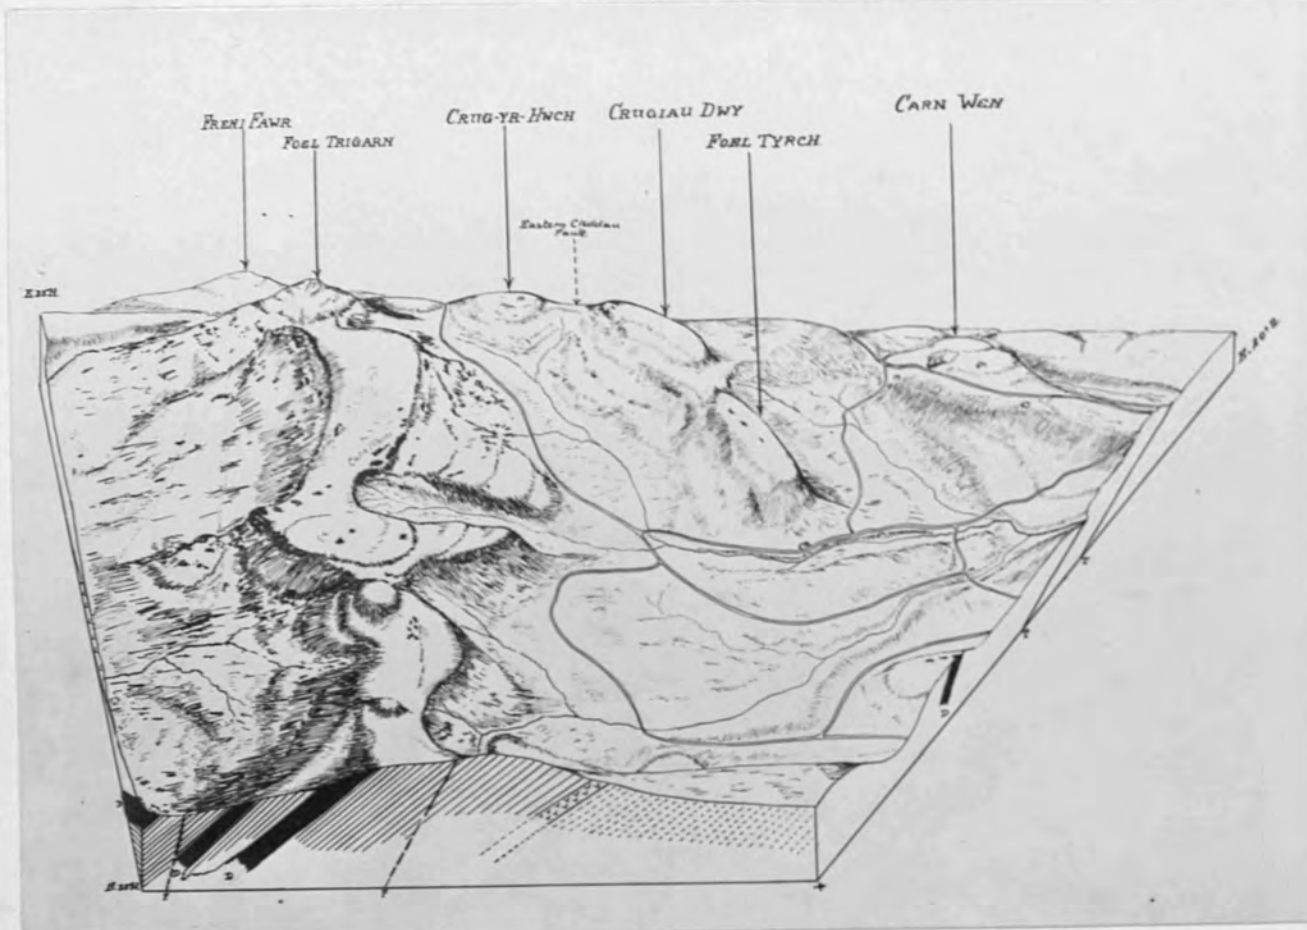 FRENI FAWR
FOEL TRIGARN
CRUG-YR-HWCH
CRUGIAU DWY
FOEL TYRCH
CARN WEN
Eastern Cleddau
Fault
D
D
D